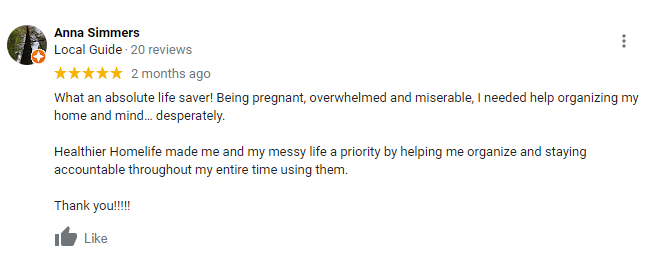 Anna Simmers
Local Guide · 20 reviews
2 months ago
What an absolute life saver! Being pregnant, overwhelmed and miserable, I needed help organizing my
home and mind... desperately.
Healthier Homelife made me and my messy life a priority by helping me organize and staying
accountable throughout my entire time using them.
Thank you!!!!!
Like